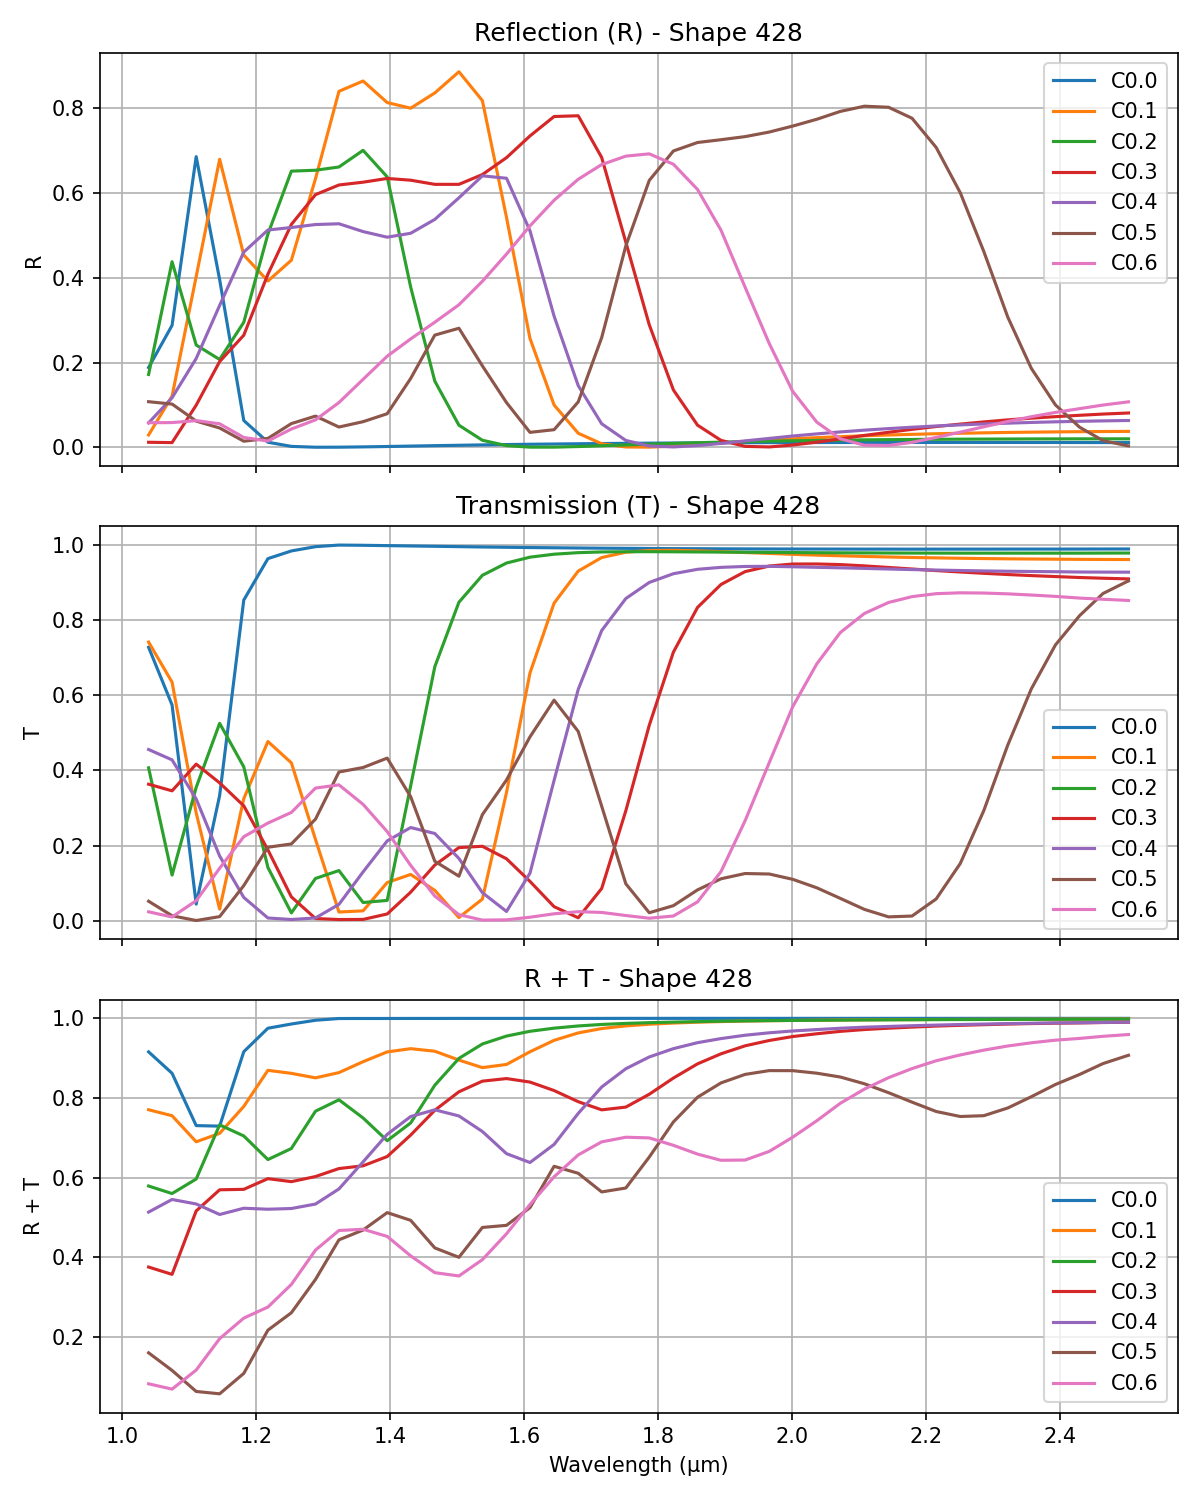 Reflection (R) - Shape 428
R
0.8
0.6
0.4
0.2
0.0
C0.0
C0.1
C0.2
C0.3
C0.4
C0.5
C0.6
Transmission (T) - Shape 428
T
1.0
0.8
0.6
0.4
0.2
0.0
C0.0
C0.1
C0.2
C0.3
C0.4
C0.5
C0.6
R + T - Shape 428
R + T
1.0
0.8
0.6
0.4
0.2
C0.0
C0.1
C0.2
C0.3
C0.4
C0.5
C0.6
1.0 1.2 1.4 1.6 1.8 2.0 2.2 2.4
Wavelength (μm)